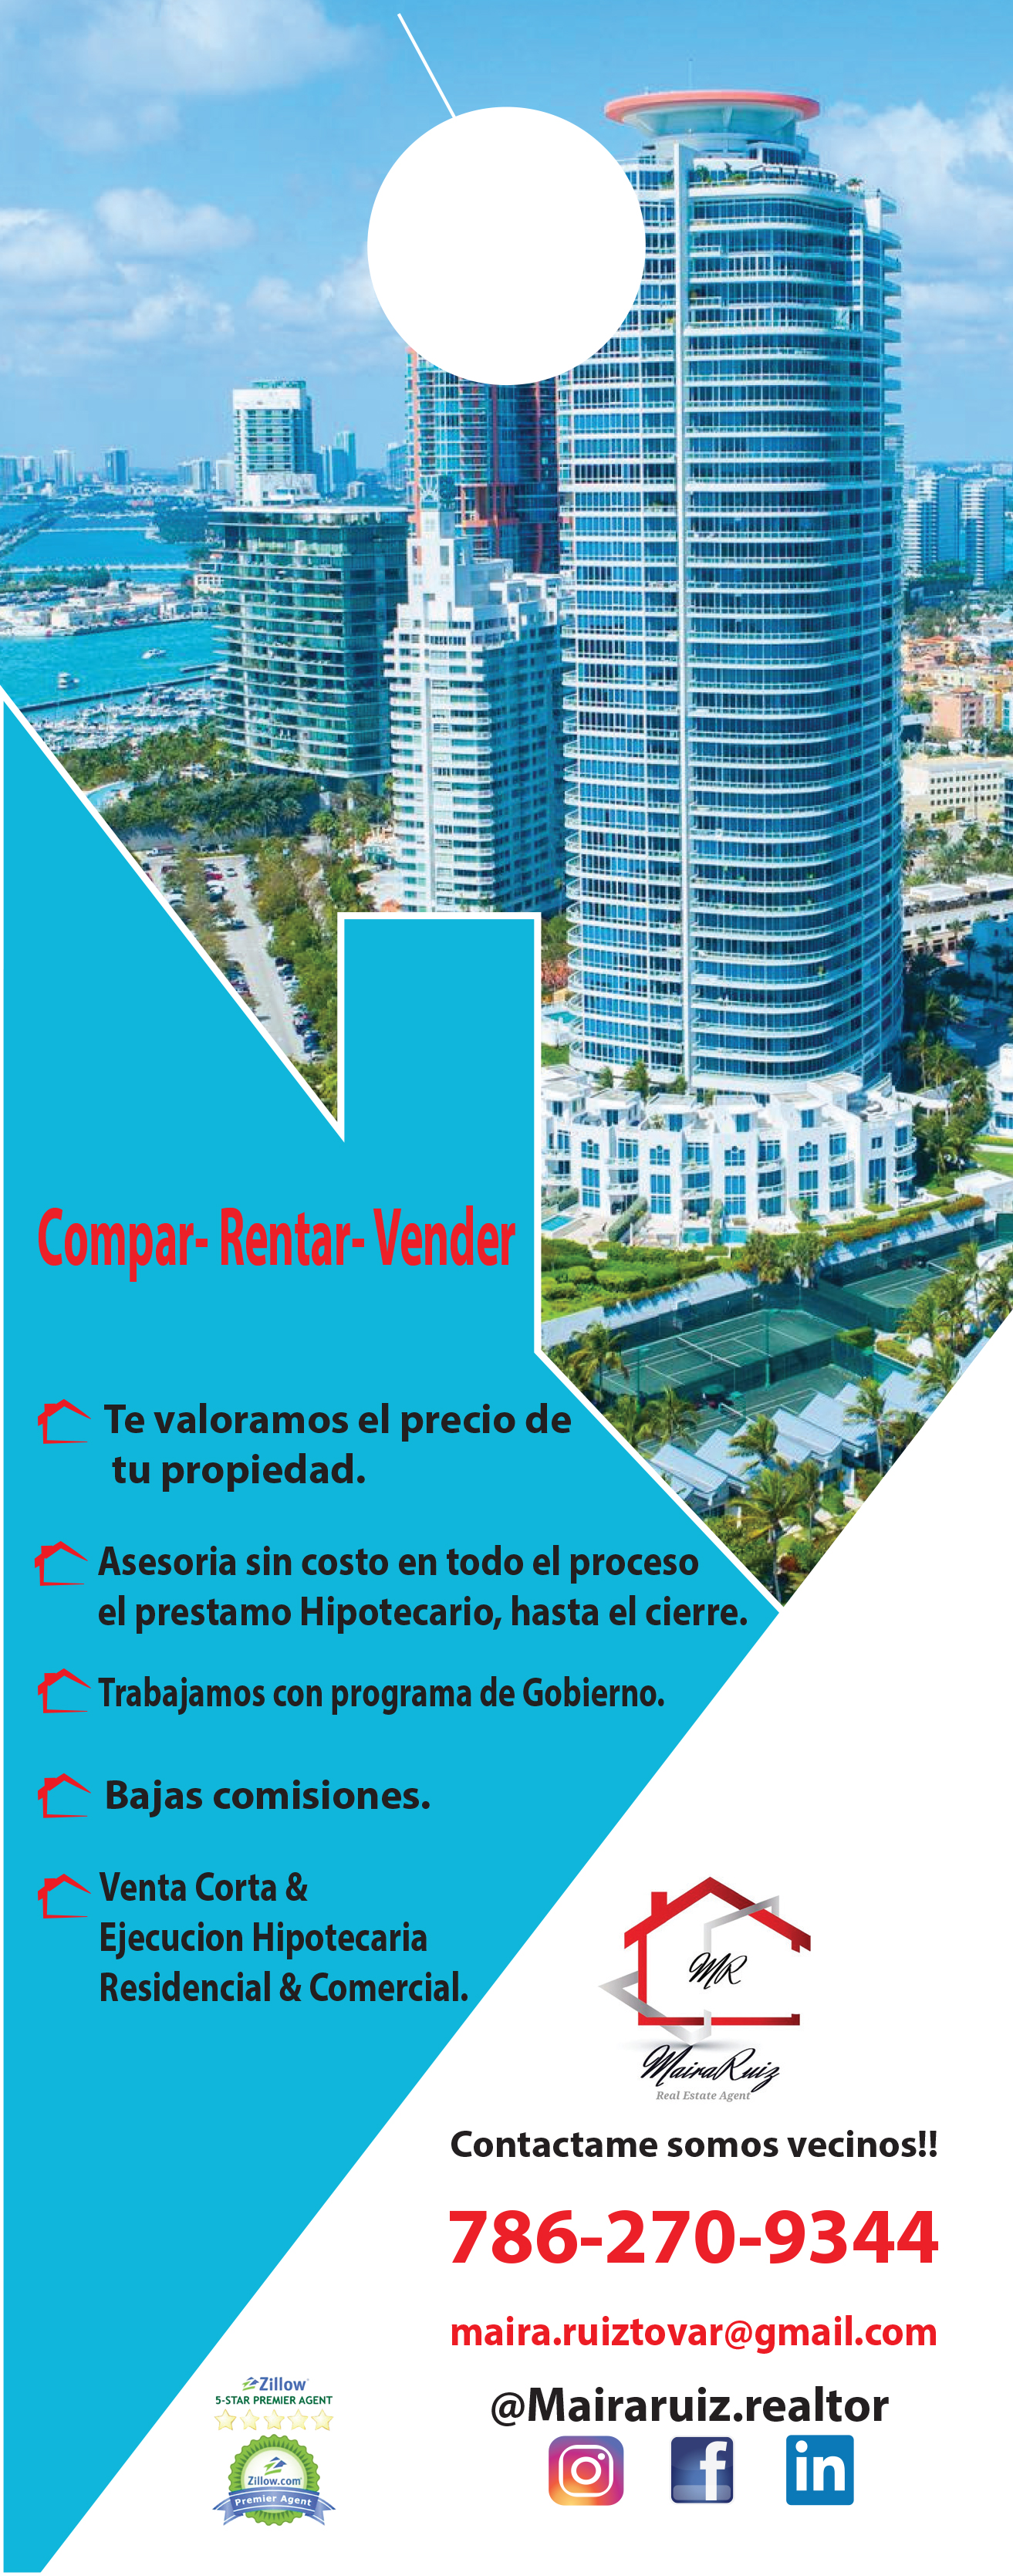 Compar- Rentar- Vender
Te valoramos el precio de
tu propiedad.
Asesoria sin costo en todo el proceso
el prestamo Hipotecario, hasta el cierre.
Trabajamos con programa de Gobierno.
Bajas comisiones.
Venta Corta &
Ejecucion Hipotecaria
Residencial & Comercial.
MR
MairaRuiz
Real Estate Agent
Contactame somos vecinos!!
786-270-9344
maira.ruiztovar@gmail.com
@Mairaruiz.realtor
Zillow
5-STAR PREMIER AGENT
Zillow.com
Premier Agent
f
in